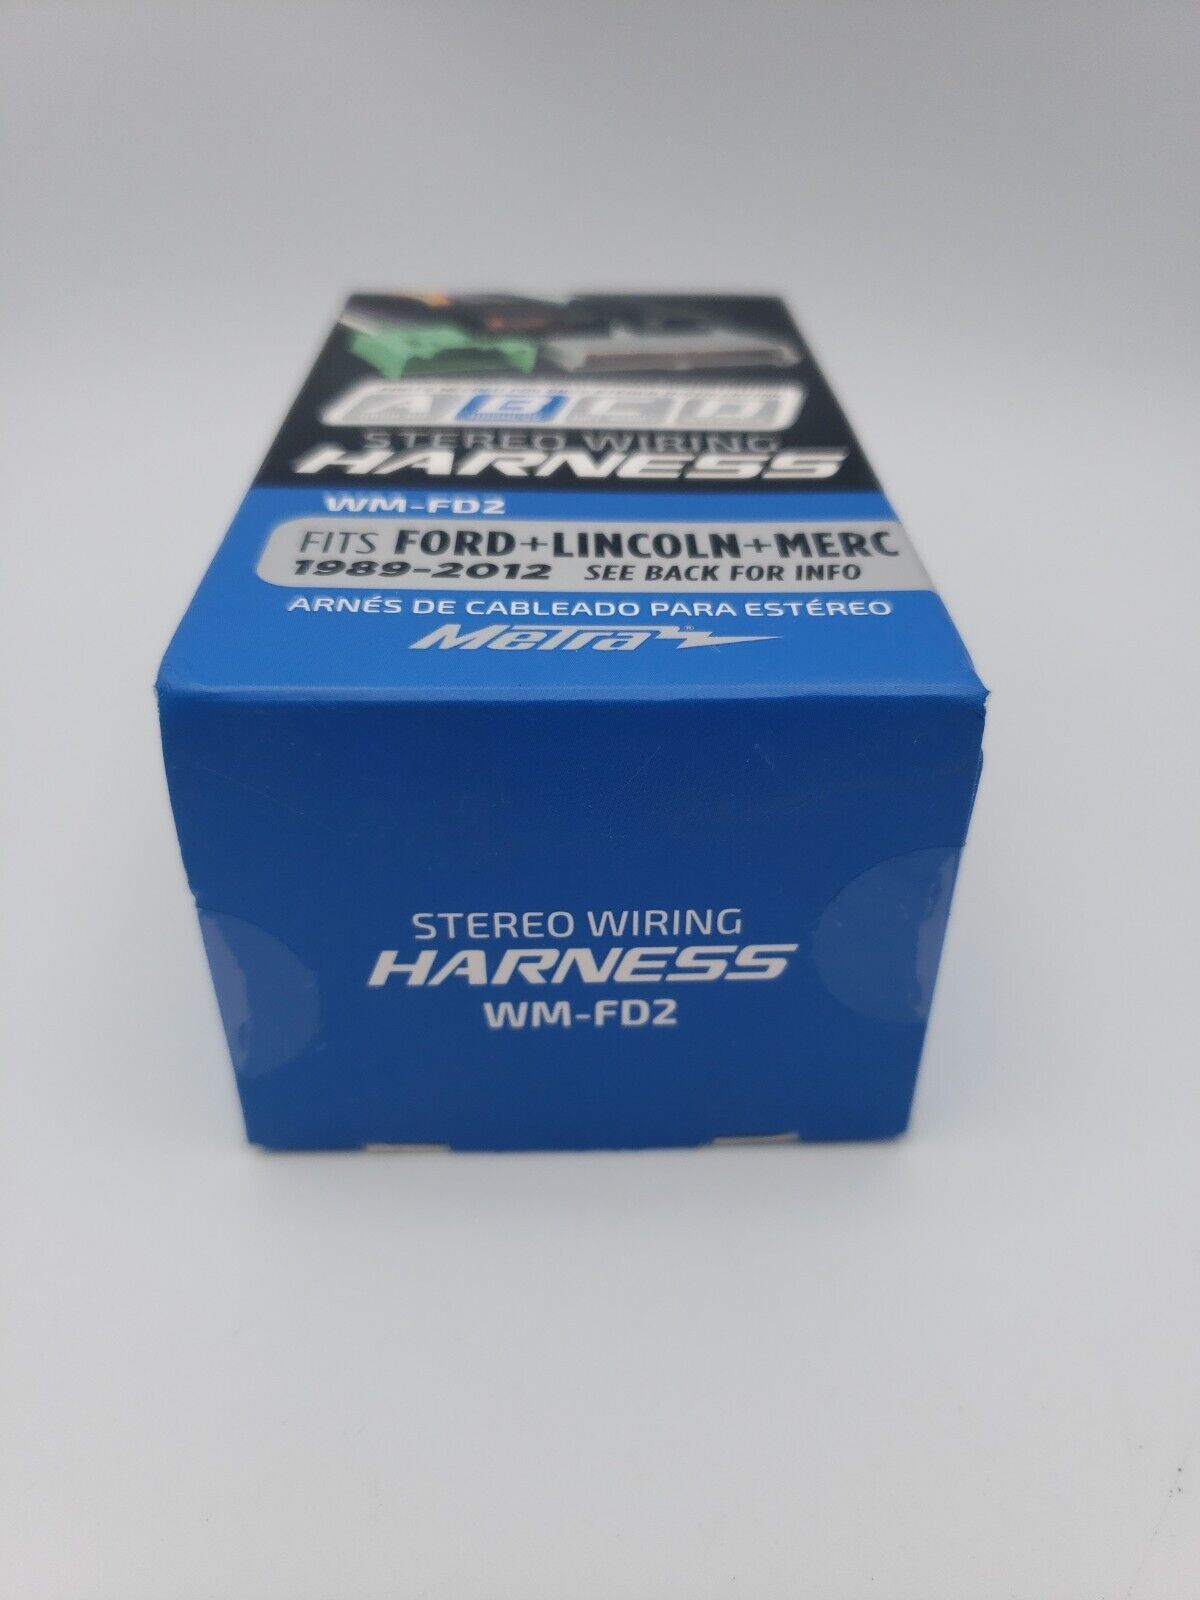 A B C D
STEREO WIRING
HARNESS
WM-FD2
FITS FORD+LINCOLN+MERC
1989-2012 SEE BACK FOR INFO
ARNÉS DE CABLEADO PARA ESTÉREO
Metra®
STEREO WIRING
HARNESS
WM-FD2